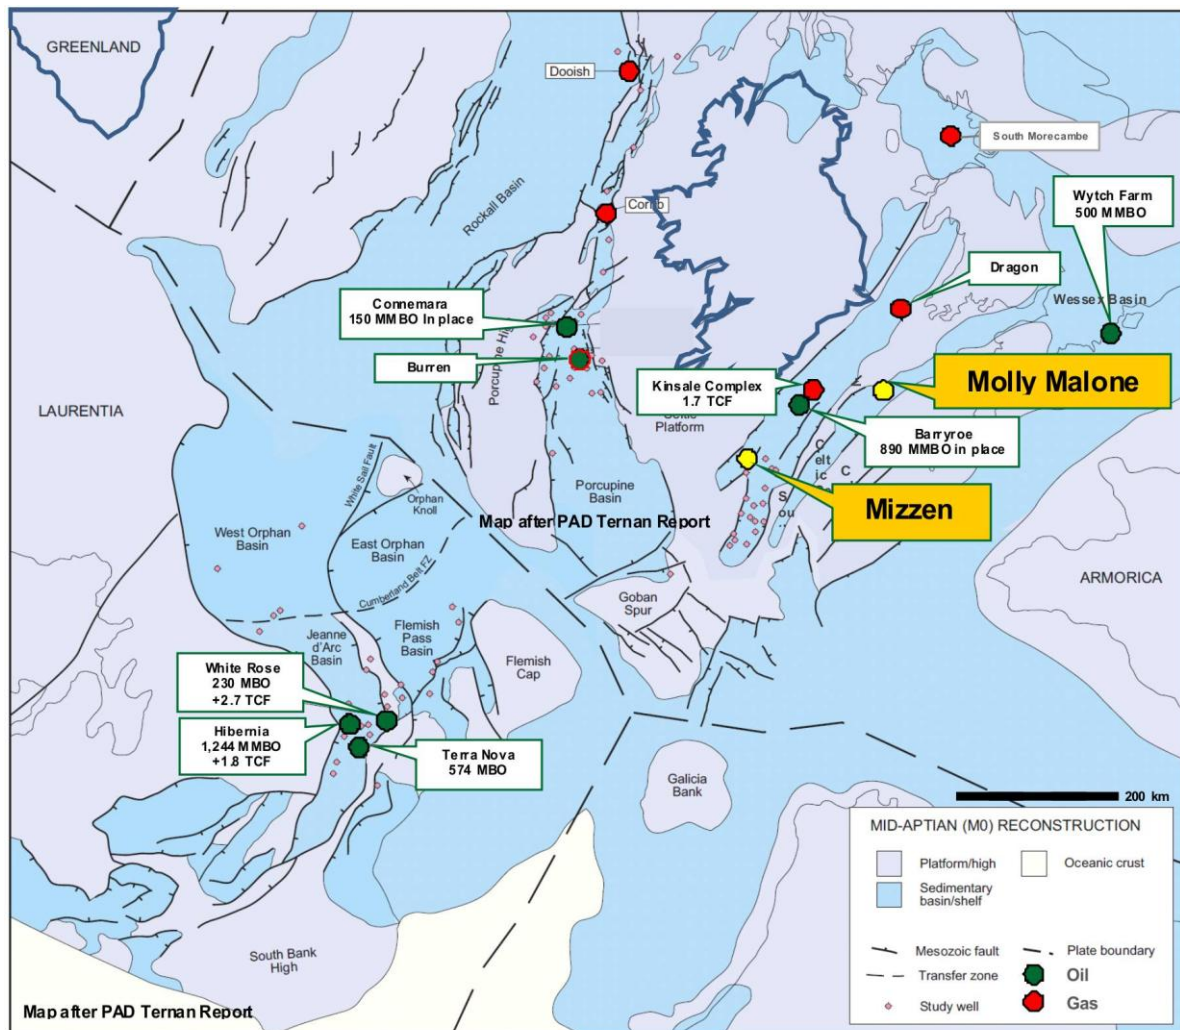 GREENLAND
Dooish
South Morecambe
Rockall Basin
Wytch Farm
500 MMBO
Dragon
Wessex Basin
Connemara
150 MMBO In place
Burren
Porcupine
Kinsale Complex
1.7 TCF
Molly Malone
LAURENTIA
Platform
Barryroe
890 MMBO in place
White Sail Fault
Orphan
Knoll
Porcupine
Basin
Mizzen
Map after PAD Ternan Report
West Orphan
Basin
East Orphan
Basin
Cumberland Belt FZ
ARMORICA
Goban
Spur
Jeanne
d'Arc
Basin
Flemish
Pass
Basin
Flemish
Cap
White Rose
230 MBO
+2.7 TCF
Hibernia
1,244 MMBO
+1.8 TCF
Terra Nova
574 MBO
Galicia
Bank
200 km
MID-APTIAN (M0) RECONSTRUCTION
Platform/high
Oceanic crust
Sedimentary
basin/shelf
Mesozoic fault
Plate boundary
Transfer zone
Oil
Study well
Gas
South Bank
High
Map after PAD Ternan Report